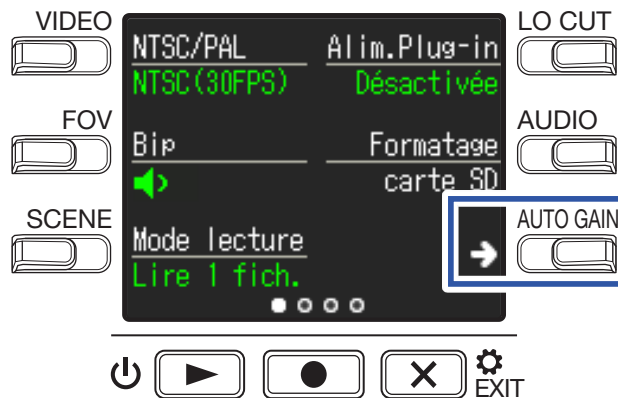 VIDEO
LO CUT
NTSC/PAL
Alim.Plug-in
NTSC(30FPS)
Désactivée
FOV
AUDIO
Bip
Formatage
carte SD
SCENE
AUTO GAIN
Mode lecture
Lire 1 fich.
EXIT